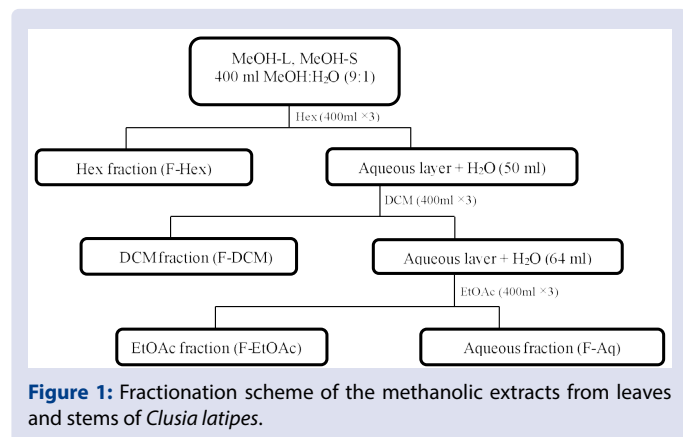 MeOH-L, MeOH-S
400 ml MeOH:H₂O (9:1)
Hex (400ml ×3)
Hex fraction (F-Hex)
Aqueous layer + H₂O (50 ml)
DCM (400ml ×3)
DCM fraction (F-DCM)
Aqueous layer + H₂O (64 ml)
EtOAc (400ml ×3)
EtOAc fraction (F-EtOAc)
Aqueous fraction (F-Aq)
Figure 1: Fractionation scheme of the methanolic extracts from leaves
and stems of Clusia latipes.